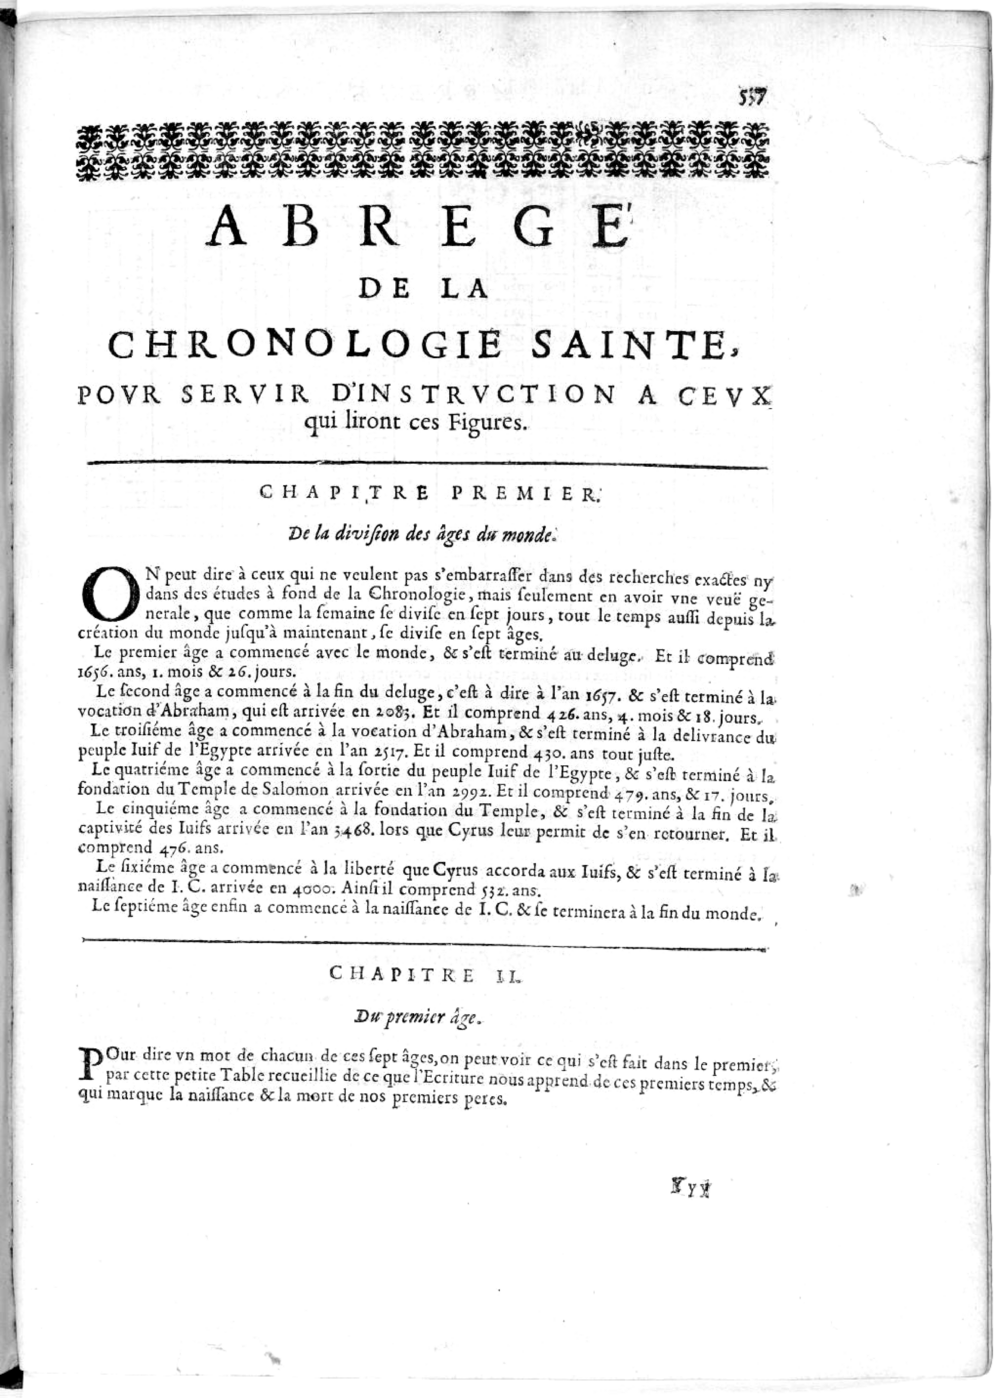 537
ABREGE'
DE LA
CHRONOLOGIE SAINTE,
POVR SERVIR D'INSTRVCTION A CEVX
qui liront ces Figures.
CHAPITRE PREMIER.
De la diviſion des âges du monde.
ON peut dire à ceux qui ne veulent pas s'embarraſſer dans des recherches exactes ny
dans des études à fond de la Chronologie, mais ſeulement en avoir vne veuë ge-
nerale, que comme la ſemaine ſe diviſe en ſept jours, tout le temps auſſi depuis la
création du monde juſqu'à maintenant, ſe diviſe en ſept âges.
Le premier âge a commencé avec le monde, & s'eſt terminé au deluge. Et il comprend
1656. ans, 1. mois & 26. jours.
Le ſecond âge a commencé à la fin du deluge, c'eſt à dire à l'an 1657. & s'eſt terminé à la
vocation d'Abraham, qui eſt arrivée en 2083. Et il comprend 426. ans, 4. mois & 18. jours.
Le troiſiéme âge a commencé à la vocation d'Abraham, & s'eſt terminé à la delivrance du
peuple Iuif de l'Egypte arrivée en l'an 2517. Et il comprend 430. ans tout juſte.
Le quatriéme âge a commencé à la ſortie du peuple Iuif de l'Egypte, & s'eſt terminé à la
fondation du Temple de Salomon arrivée en l'an 2992. Et il comprend 479. ans, & 17. jours.
Le cinquiéme âge a commencé à la fondation du Temple, & s'eſt terminé à la fin de la
captivité des Iuifs arrivée en l'an 3468. lors que Cyrus leur permit de s'en retourner. Et il
comprend 476. ans.
Le ſixiéme âge a commencé à la liberté que Cyrus accorda aux Iuifs, & s'eſt terminé à la
naiſſance de I. C. arrivée en 4000. Ainſi il comprend 532. ans.
Le ſeptiéme âge enfin a commencé à la naiſſance de I. C. & ſe terminera à la fin du monde.
CHAPITRE II.
Du premier âge.
POur dire vn mot de chacun de ces ſept âges, on peut voir ce qui s'eſt fait dans le premier,
par cette petite Table recueillie de ce que l'Ecriture nous apprend de ces premiers temps, &
qui marque la naiſſance & la mort de nos premiers peres.
Yyy